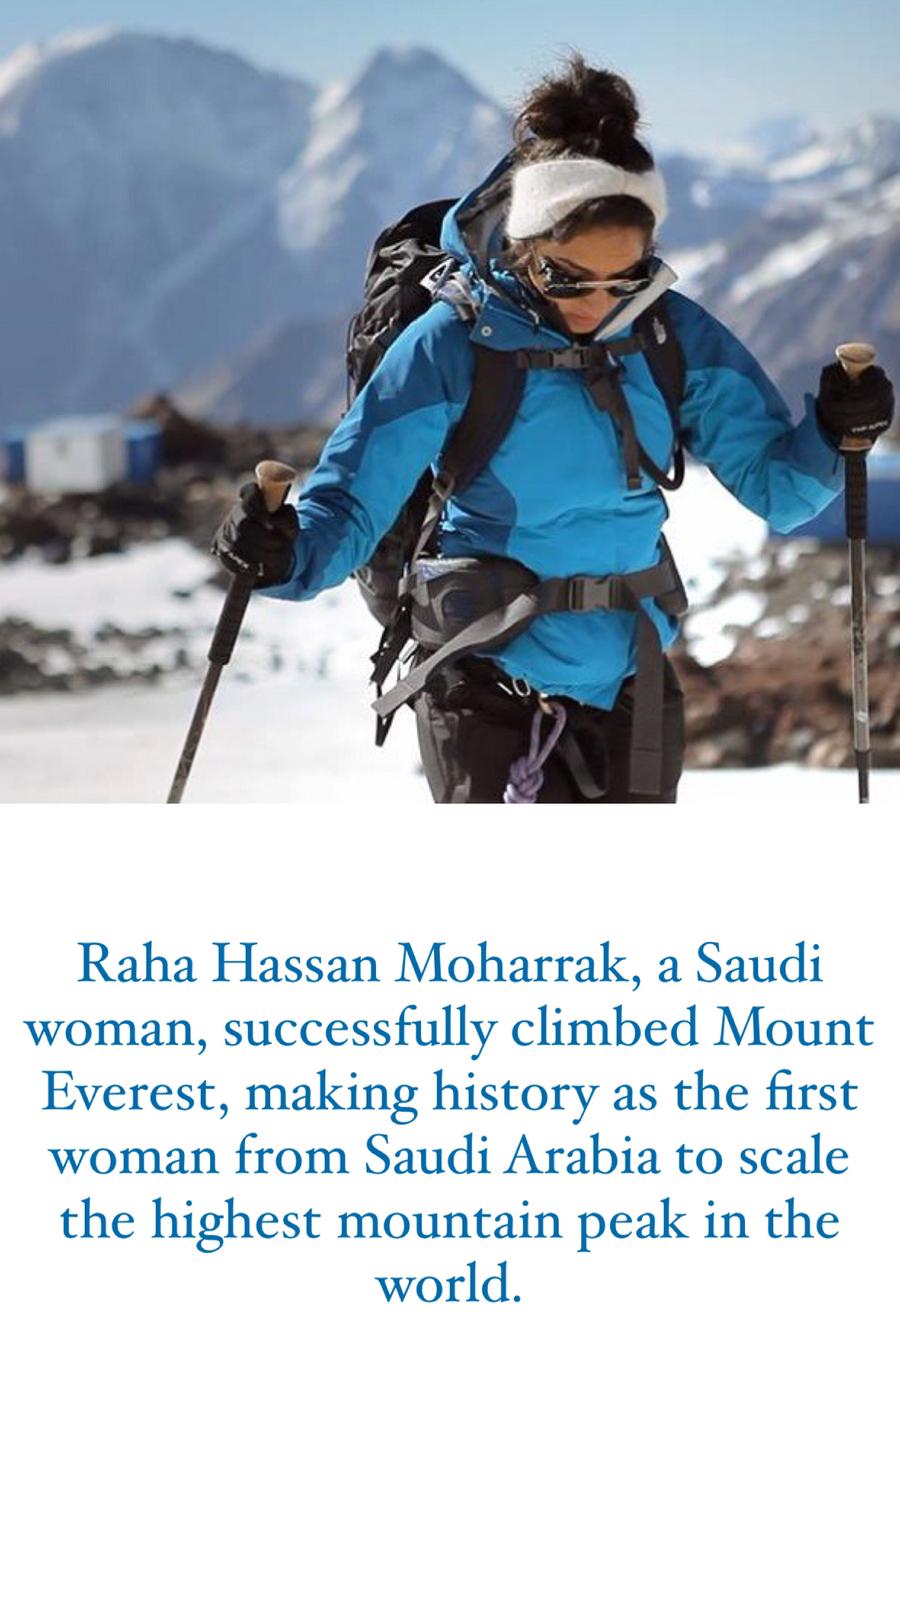 Raha Hassan Moharrak, a Saudi
woman, successfully climbed Mount
Everest, making history as the first
woman from Saudi Arabia to scale
the highest mountain peak in the
world.